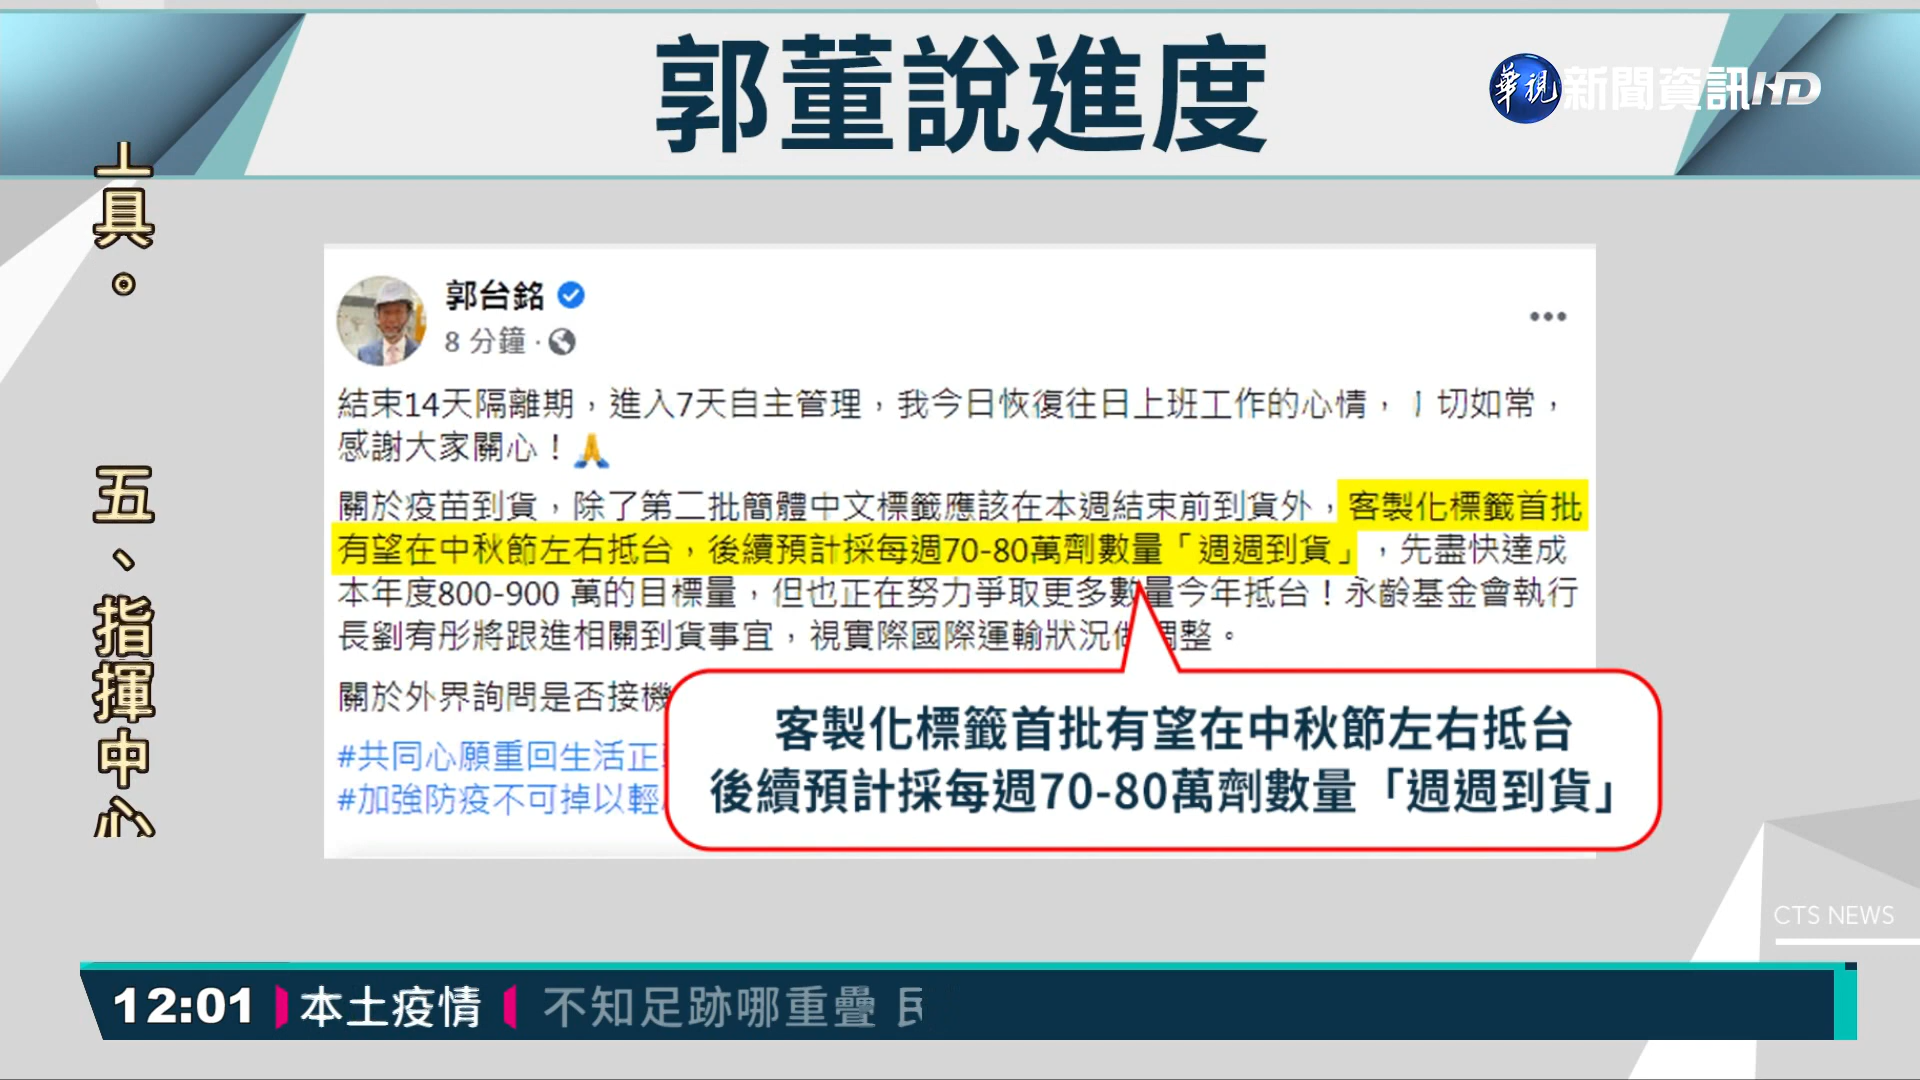 郭董說進度
華視新聞資訊HD
具。
五、指揮中心
郭台銘
8 分鐘 ·
結束14天隔離期，進入7天自主管理，我今日恢復往日上班工作的心情，切如常，
感謝大家關心！🙏
關於疫苗到貨，除了第二批簡體中文標籤應該在本週結束前到貨外，客製化標籤首批
有望在中秋節左右抵台，後續預計採每週70-80萬劑數量「週週到貨」，先盡快達成
本年度800-900 萬的目標量，但也正在努力爭取更多數量今年抵台！永齡基金會執行
長劉宥彤將跟進相關到貨事宜，視實際國際運輸狀況做調整。
關於外界詢問是否接機
#共同心願重回生活正
#加強防疫不可掉以輕
客製化標籤首批有望在中秋節左右抵台
後續預計採每週70-80萬劑數量「週週到貨」
CTS NEWS
12:01 本土疫情 不知足跡哪重疊 民